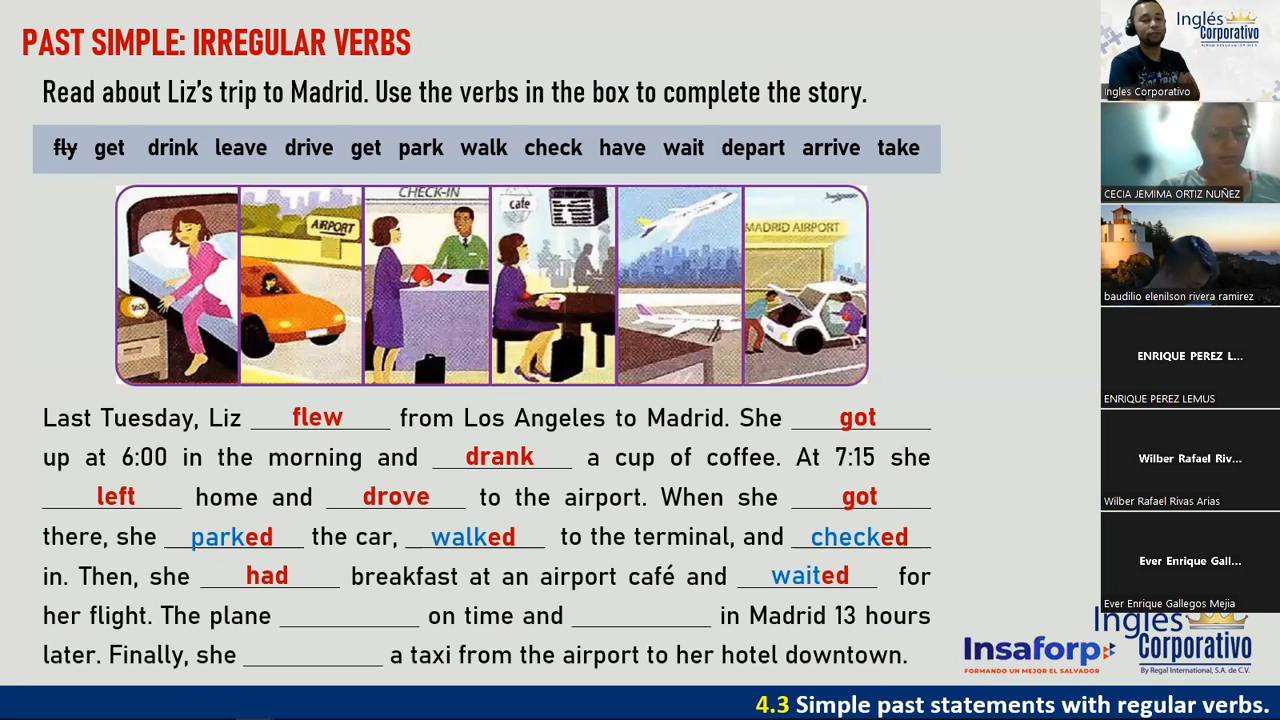 PAST SIMPLE: IRREGULAR VERBS
Read about Liz's trip to Madrid. Use the verbs in the box to complete the story.
fly get drink leave drive get park walk check have wait depart arrive take
AIRPORT
CHECK-IN
cafe
MADRID AIRPORT
Last Tuesday, Liz flew from Los Angeles to Madrid. She got
up at 6:00 in the morning and drank a cup of coffee. At 7:15 she
left home and drove to the airport. When she got
there, she parked the car, walked to the terminal, and checked
in. Then, she had breakfast at an airport café and waited for
her flight. The plane ____________ on time and ____________ in Madrid 13 hours
later. Finally, she ____________ a taxi from the airport to her hotel downtown.
Inglés
Corporativo
Ingles Corporativo
CECIA JEMIMA ORTIZ NUÑEZ
baudilio elenilson rivera ramirez
ENRIQUE PEREZ L...
ENRIQUE PEREZ LEMUS
Wilber Rafael Riv...
Wilber Rafael Rivas Arias
Ever Enrique Gall...
Ever Enrique Gallegos Mejia
Insaforp
FORMANDO UN MEJOR EL SALVADOR
Inglés
Corporativo
By Regal International, S.A. de C.V.
4.3 Simple past statements with regular verbs.